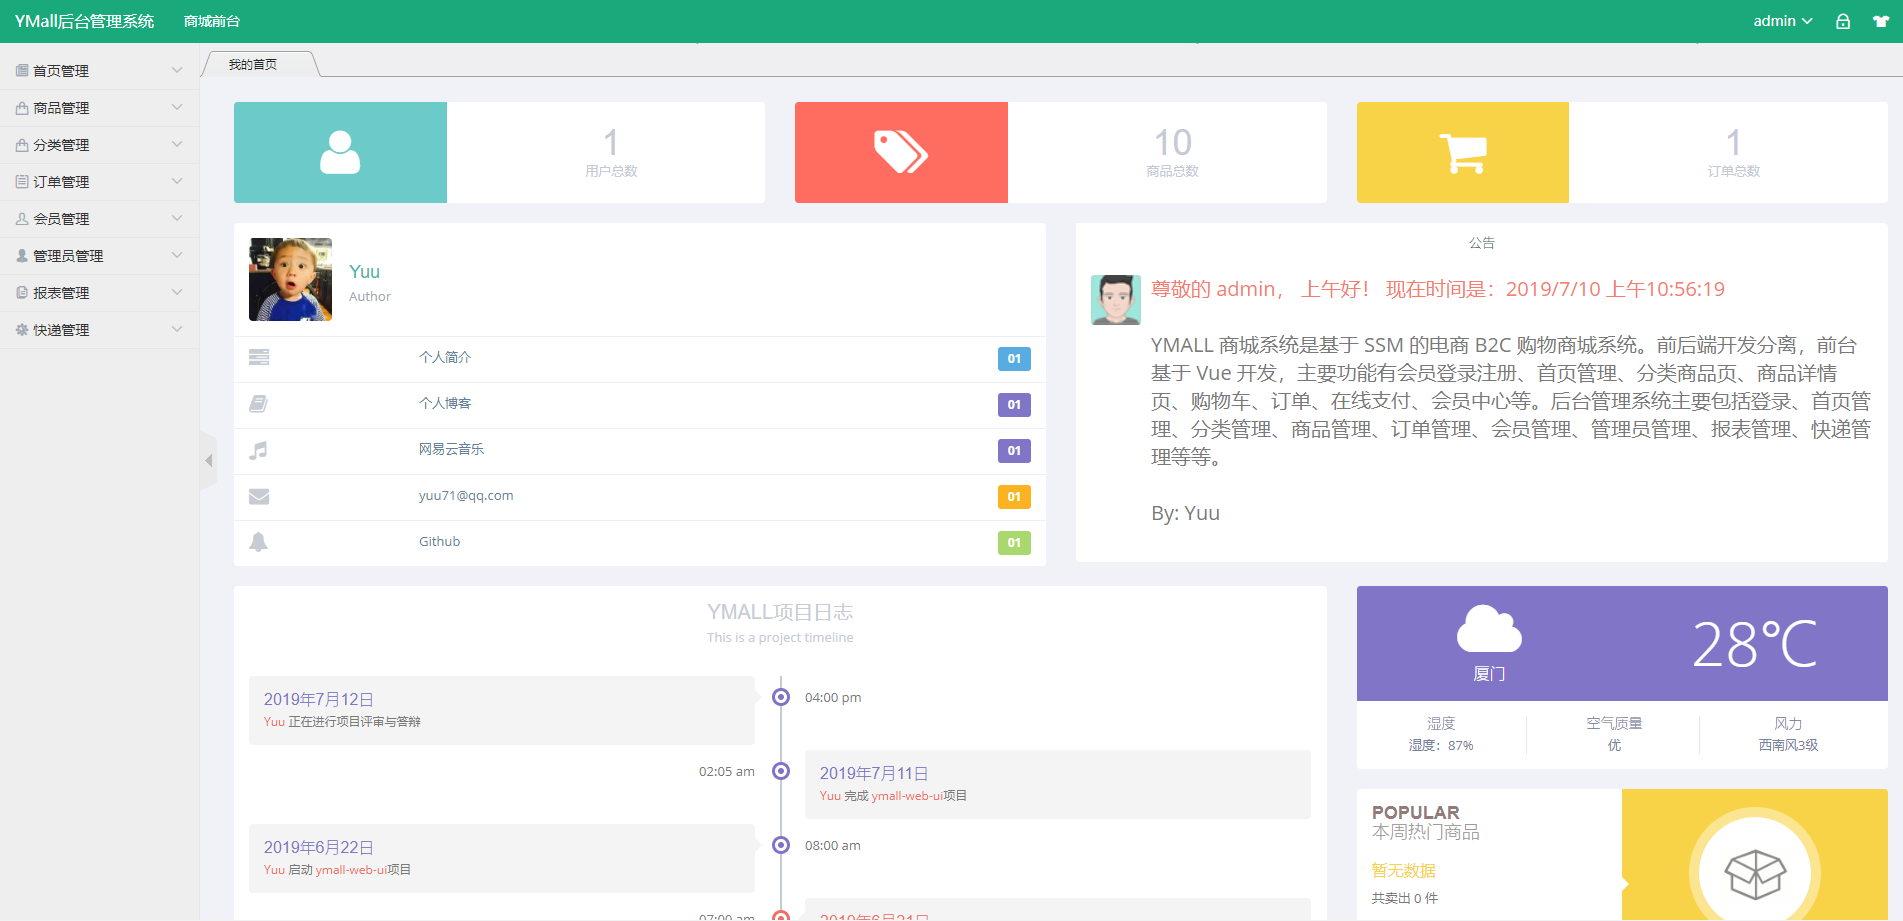 YMall后台管理系统 商城前台 admin
首页管理
商品管理
分类管理
订单管理
会员管理
管理员管理
报表管理
快递管理
我的首页
1
用户总数
10
商品总数
1
订单总数
Yuu
Author
个人简介 01
个人博客 01
网易云音乐 01
yuu71@qq.com 01
Github 01
公告
尊敬的 admin， 上午好！ 现在时间是：2019/7/10 上午10:56:19
YMALL 商城系统是基于 SSM 的电商 B2C 购物商城系统。前后端开发分离，前台
基于 Vue 开发，主要功能有会员登录注册、首页管理、分类商品页、商品详情
页、购物车、订单、在线支付、会员中心等。后台管理系统主要包括登录、首页管
理、分类管理、商品管理、订单管理、会员管理、管理员管理、报表管理、快递管
理等等。
By: Yuu
YMALL项目日志
This is a project timeline
2019年7月12日
Yuu 正在进行项目评审与答辩
04:00 pm
02:05 am
2019年7月11日
Yuu 完成 ymall-web-ui项目
2019年6月22日
Yuu 启动 ymall-web-ui项目
08:00 am
07:00 am
2019年6月21日
厦门
28℃
湿度
湿度：87%
空气质量
优
风力
西南风3级
POPULAR
本周热门商品
暂无数据
共卖出 0 件